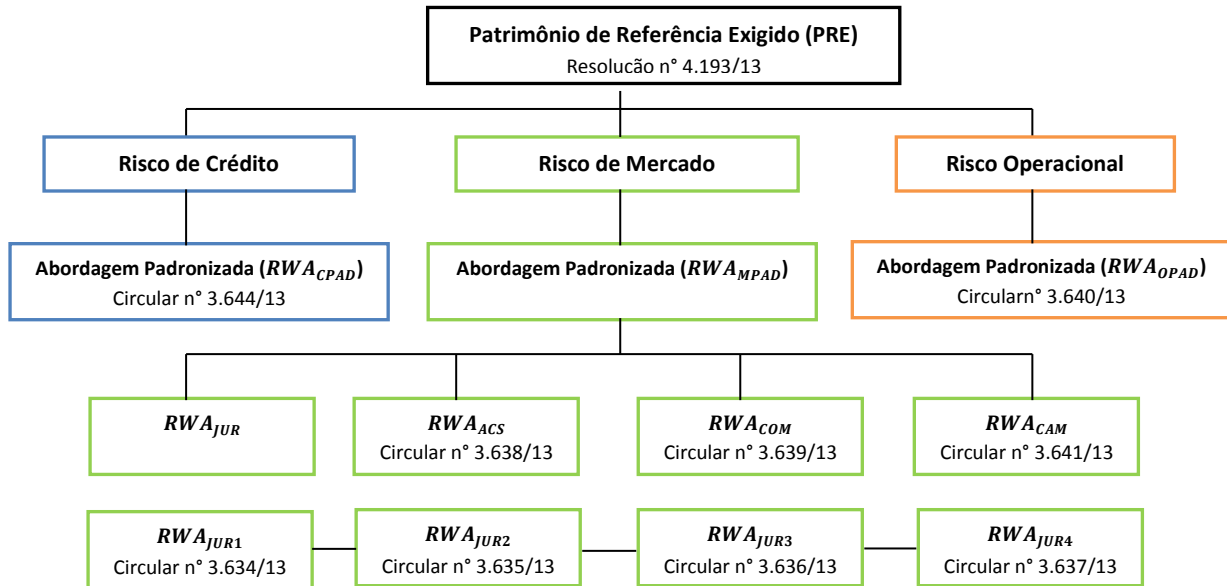 Patrimônio de Referência Exigido (PRE)
Resolucão n° 4.193/13
Risco de Crédito
Risco de Mercado
Risco Operacional
Abordagem Padronizada (RWA_CPAD)
Circular n° 3.644/13
Abordagem Padronizada (RWA_MPAD)
Abordagem Padronizada (RWA_OPAD)
Circularn° 3.640/13
RWA_JUR
RWA_ACS
Circular n° 3.638/13
RWA_COM
Circular n° 3.639/13
RWA_CAM
Circular n° 3.641/13
RWA_JUR1
Circular n° 3.634/13
RWA_JUR2
Circular n° 3.635/13
RWA_JUR3
Circular n° 3.636/13
RWA_JUR4
Circular n° 3.637/13